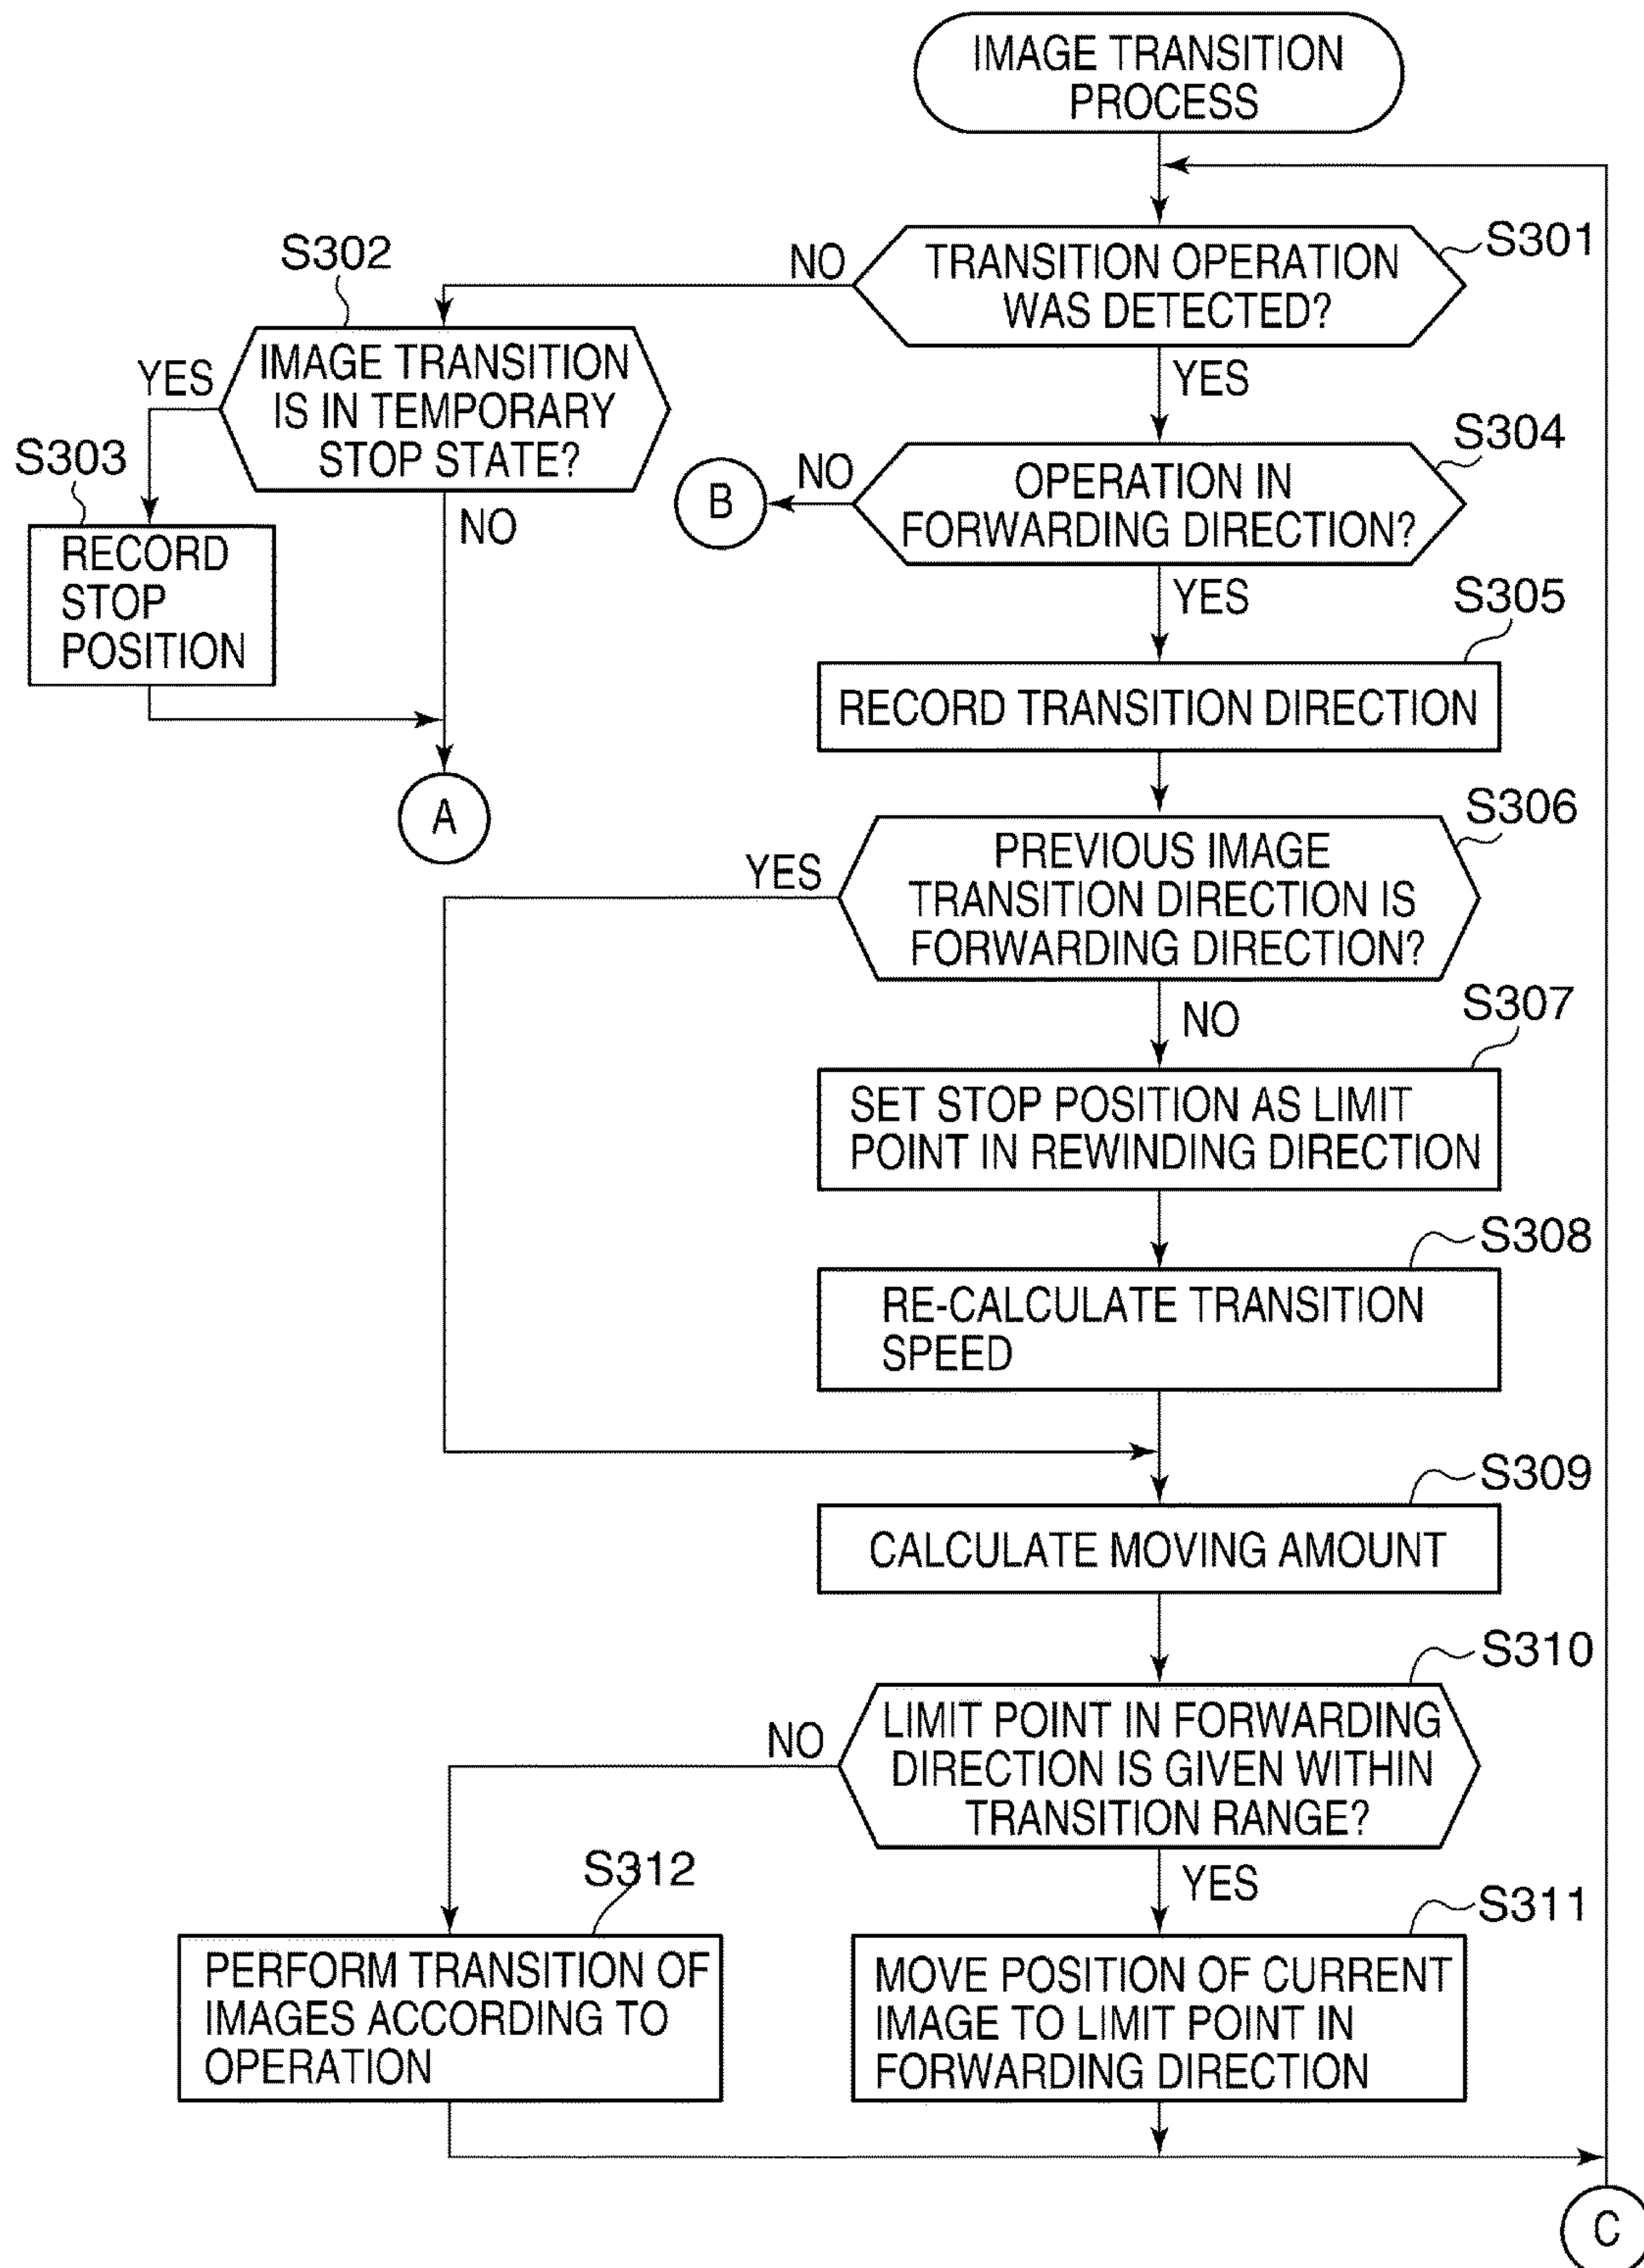 IMAGE TRANSITION
PROCESS
S301
TRANSITION OPERATION
WAS DETECTED?
NO
YES
S302
IMAGE TRANSITION
IS IN TEMPORARY
STOP STATE?
YES
NO
S303
RECORD
STOP
POSITION
A
S304
OPERATION IN
FORWARDING DIRECTION?
NO
B
YES
S305
RECORD TRANSITION DIRECTION
S306
PREVIOUS IMAGE
TRANSITION DIRECTION IS
FORWARDING DIRECTION?
YES
NO
S307
SET STOP POSITION AS LIMIT
POINT IN REWINDING DIRECTION
S308
RE-CALCULATE TRANSITION
SPEED
S309
CALCULATE MOVING AMOUNT
S310
LIMIT POINT IN FORWARDING
DIRECTION IS GIVEN WITHIN
TRANSITION RANGE?
NO
YES
S312
PERFORM TRANSITION OF
IMAGES ACCORDING TO
OPERATION
S311
MOVE POSITION OF CURRENT
IMAGE TO LIMIT POINT IN
FORWARDING DIRECTION
C